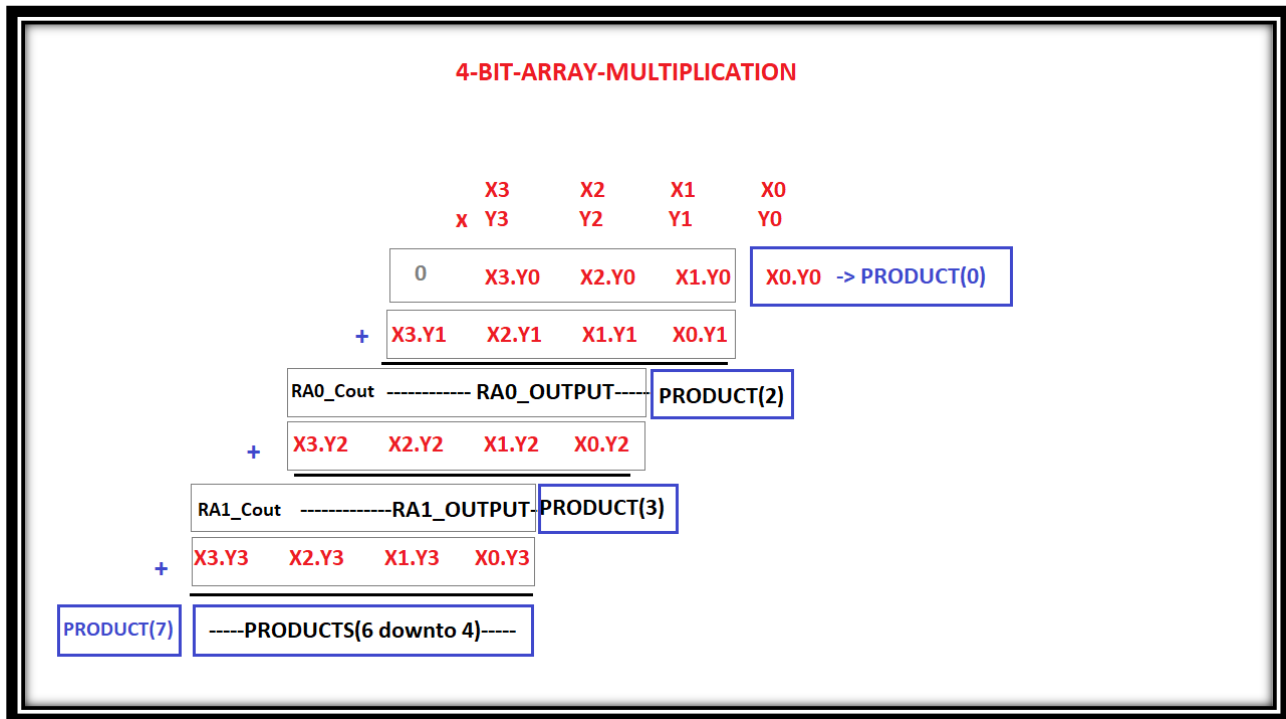 4-BIT-ARRAY-MULTIPLICATION
X3 X2 X1 X0
x Y3 Y2 Y1 Y0
0 X3.Y0 X2.Y0 X1.Y0 X0.Y0 -> PRODUCT(0)
+ X3.Y1 X2.Y1 X1.Y1 X0.Y1
RA0_Cout ------------ RA0_OUTPUT----- PRODUCT(2)
+ X3.Y2 X2.Y2 X1.Y2 X0.Y2
RA1_Cout -------------RA1_OUTPUT- PRODUCT(3)
+ X3.Y3 X2.Y3 X1.Y3 X0.Y3
PRODUCT(7) -----PRODUCTS(6 downto 4)-----